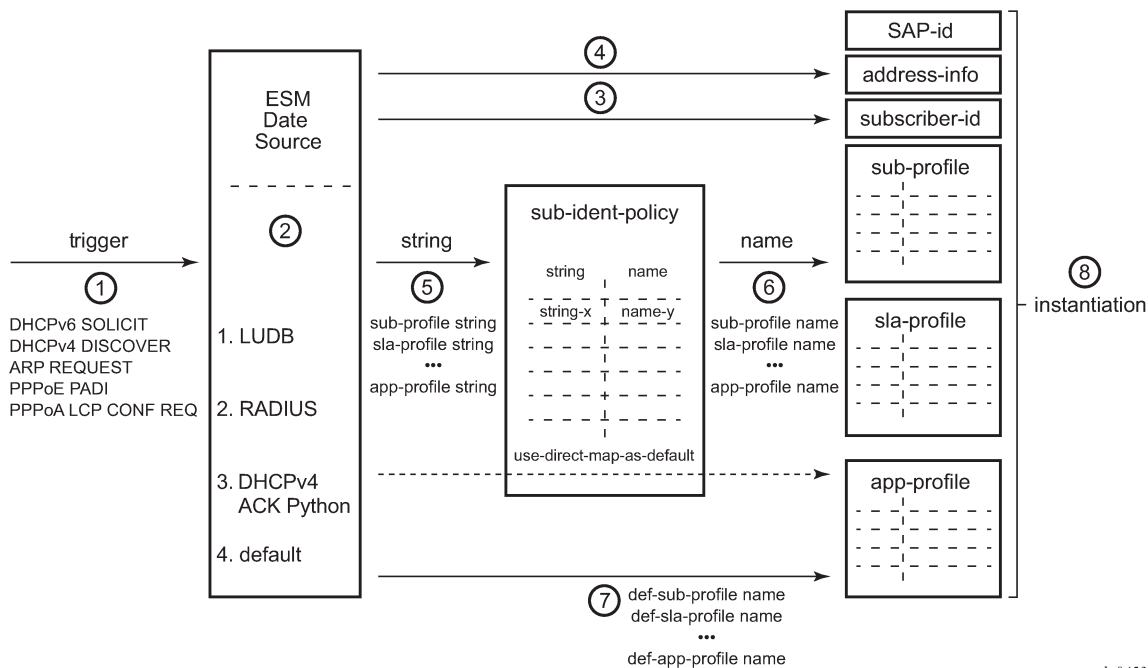 SAP-id
4
address-info
ESM
Date
Source
3
subscriber-id
sub-profile
2
sub-ident-policy
trigger
string
name
1
5
6
8
instantiation
string name
string-x name-y
DHCPv6 SOLICIT
DHCPv4 DISCOVER
ARP REQUEST
PPPoE PADI
PPPoA LCP CONF REQ
1. LUDB
2. RADIUS
3. DHCPv4
ACK Python
4. default
sub-profile string
sla-profile string
•••
app-profile string
use-direct-map-as-default
sub-profile name
sla-profile name
•••
app-profile name
sla-profile
app-profile
7
def-sub-profile name
def-sla-profile name
•••
def-app-profile name